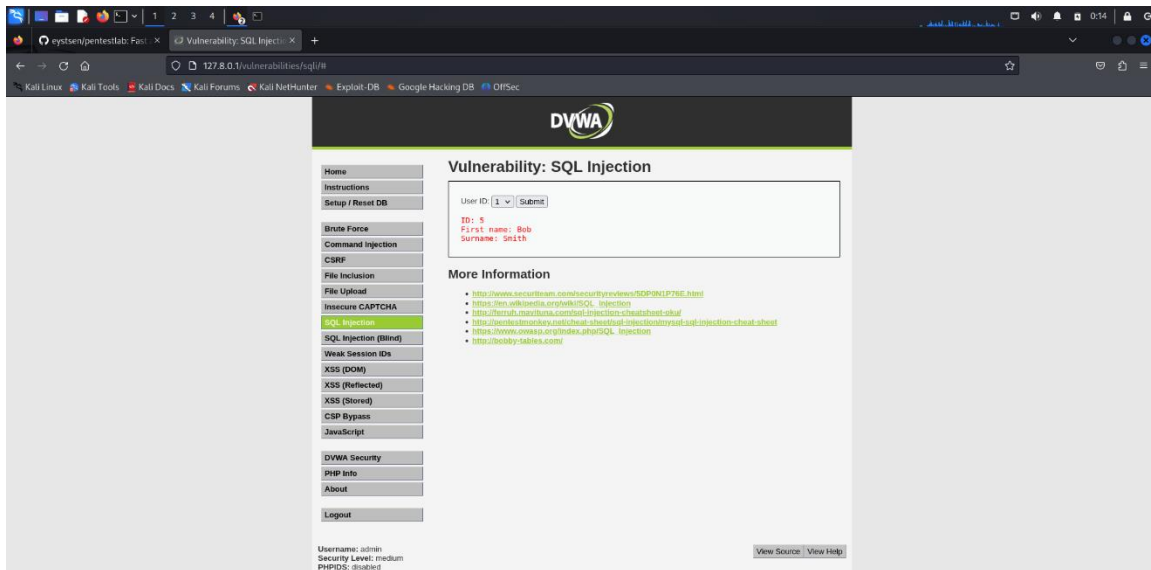 1 2 3 4
0:14
eystsen/pentestlab: Fast
Vulnerability: SQL Injectio
127.8.0.1/vulnerabilities/sqli/#
Kali Linux Kali Tools Kali Docs Kali Forums Kali NetHunter Exploit-DB Google Hacking DB OffSec
DVWA
Home
Instructions
Setup / Reset DB
Brute Force
Command Injection
CSRF
File Inclusion
File Upload
Insecure CAPTCHA
SQL Injection
SQL Injection (Blind)
Weak Session IDs
XSS (DOM)
XSS (Reflected)
XSS (Stored)
CSP Bypass
JavaScript
DVWA Security
PHP Info
About
Logout
Username: admin
Security Level: medium
PHPIDS: disabled
Vulnerability: SQL Injection
User ID: 1 Submit
ID: 5
First name: Bob
Surname: Smith
More Information
http://www.securiteam.com/securityreviews/5DP0N1P76E.html
https://en.wikipedia.org/wiki/SQL_injection
http://ferruh.mavituna.com/sql-injection-cheatsheet-oku/
http://pentestmonkey.net/cheat-sheet/sql-injection/mysql-sql-injection-cheat-sheet
https://www.owasp.org/index.php/SQL_Injection
http://bobby-tables.com/
View Source View Help